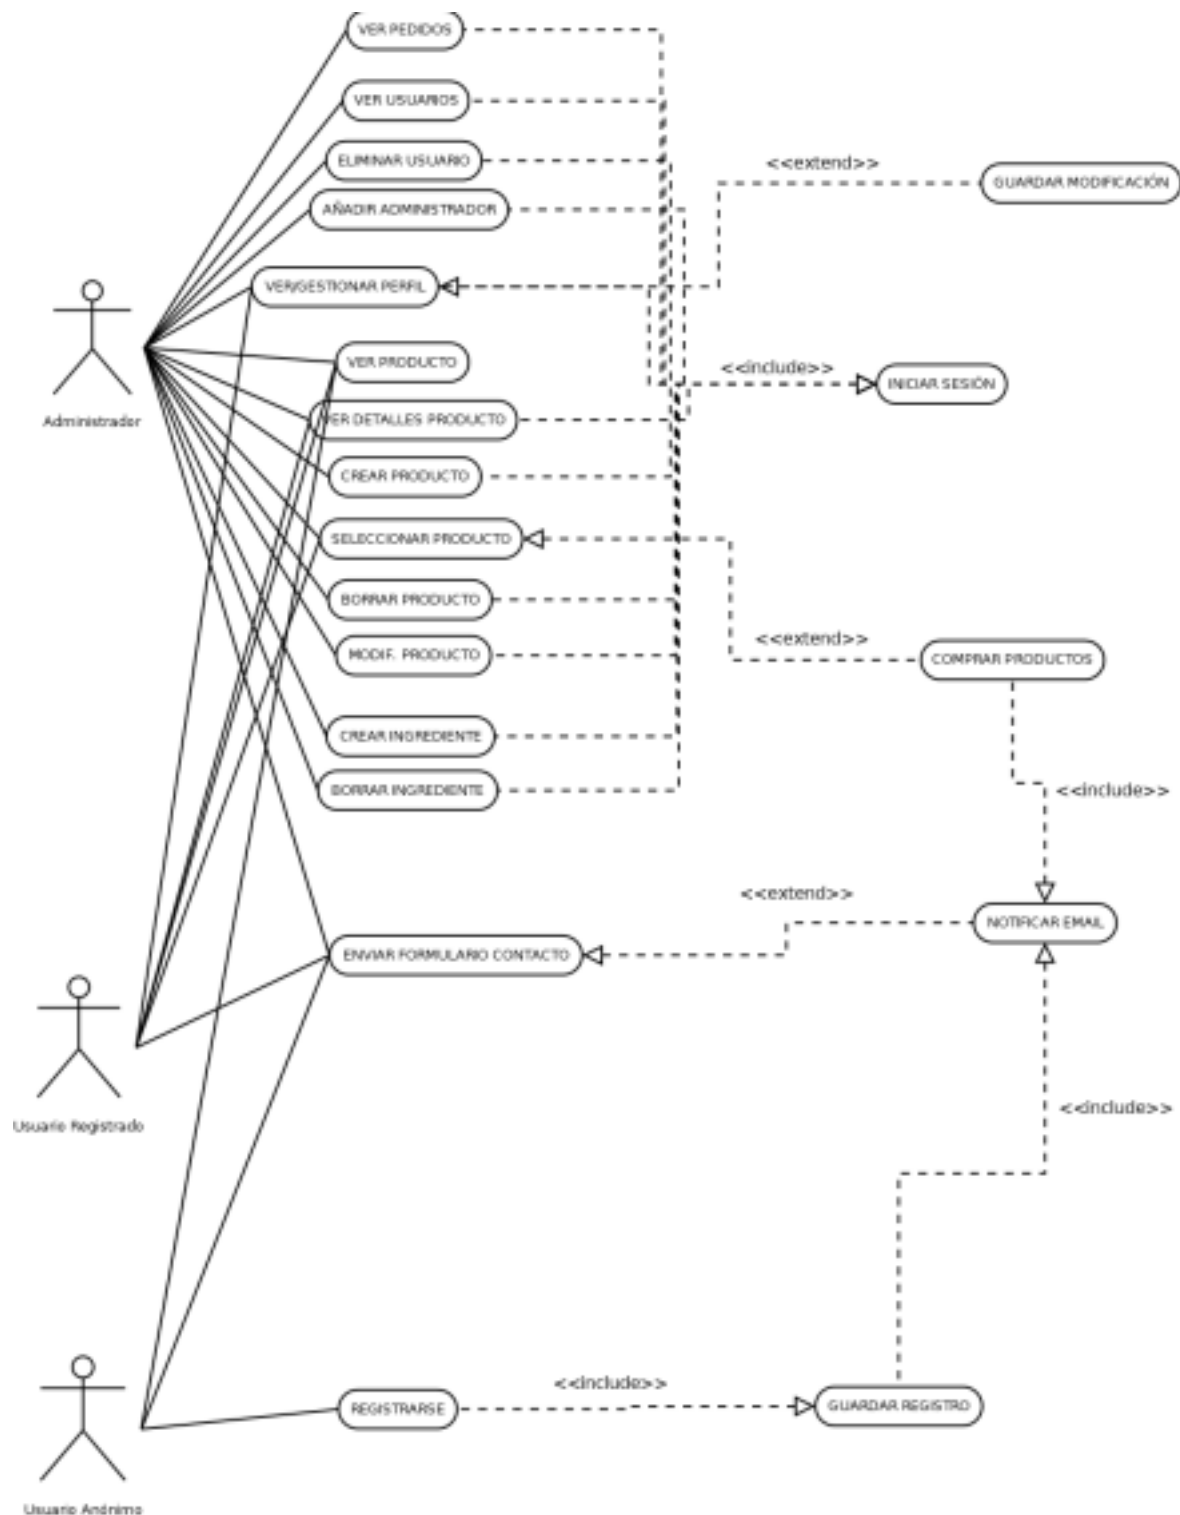 VER PEDIDOS
VER USUARIOS
ELIMINAR USUARIO
<<extend>>
GUARDAR MODIFICACIÓN
AÑADIR ADMINISTRADOR
VER/GESTIONAR PERFIL
VER PRODUCTO
<<include>>
INICIAR SESIÓN
Administrador
VER DETALLES PRODUCTO
CREAR PRODUCTO
SELECCIONAR PRODUCTO
BORRAR PRODUCTO
<<extend>>
MODIF. PRODUCTO
COMPRAR PRODUCTOS
CREAR INGREDIENTE
BORRAR INGREDIENTE
<<include>>
<<extend>>
NOTIFICAR EMAIL
ENVIAR FORMULARIO CONTACTO
<<include>>
Usuario Registrado
<<include>>
REGISTRARSE
GUARDAR REGISTRO
Usuario Anónimo